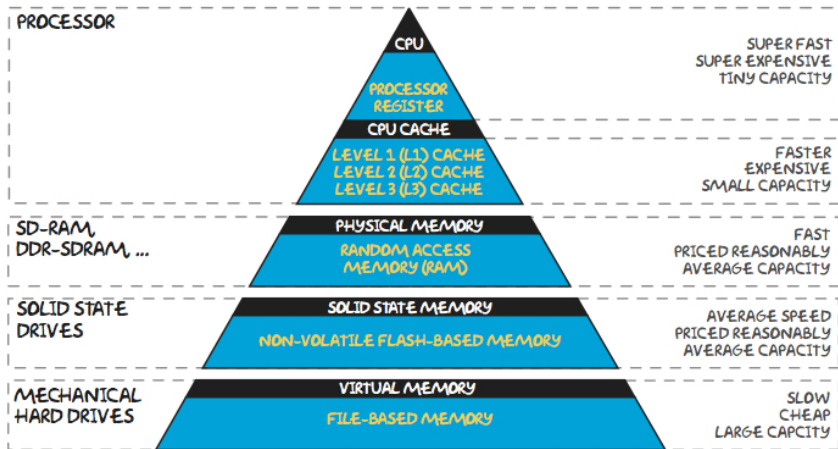 PROCESSOR
CPU
PROCESSOR
REGISTER
SUPER FAST
SUPER EXPENSIVE
TINY CAPACITY
CPU CACHE
LEVEL 1 (L1) CACHE
LEVEL 2 (L2) CACHE
LEVEL 3 (L3) CACHE
FASTER
EXPENSIVE
SMALL CAPACITY
SD-RAM,
DDR-SDRAM, ...
PHYSICAL MEMORY
RANDOM ACCESS
MEMORY (RAM)
FAST
PRICED REASONABLY
AVERAGE CAPACITY
SOLID STATE
DRIVES
SOLID STATE MEMORY
NON-VOLATILE FLASH-BASED MEMORY
AVERAGE SPEED
PRICED REASONABLY
AVERAGE CAPACITY
MECHANICAL
HARD DRIVES
VIRTUAL MEMORY
FILE-BASED MEMORY
SLOW
CHEAP
LARGE CAPCITY